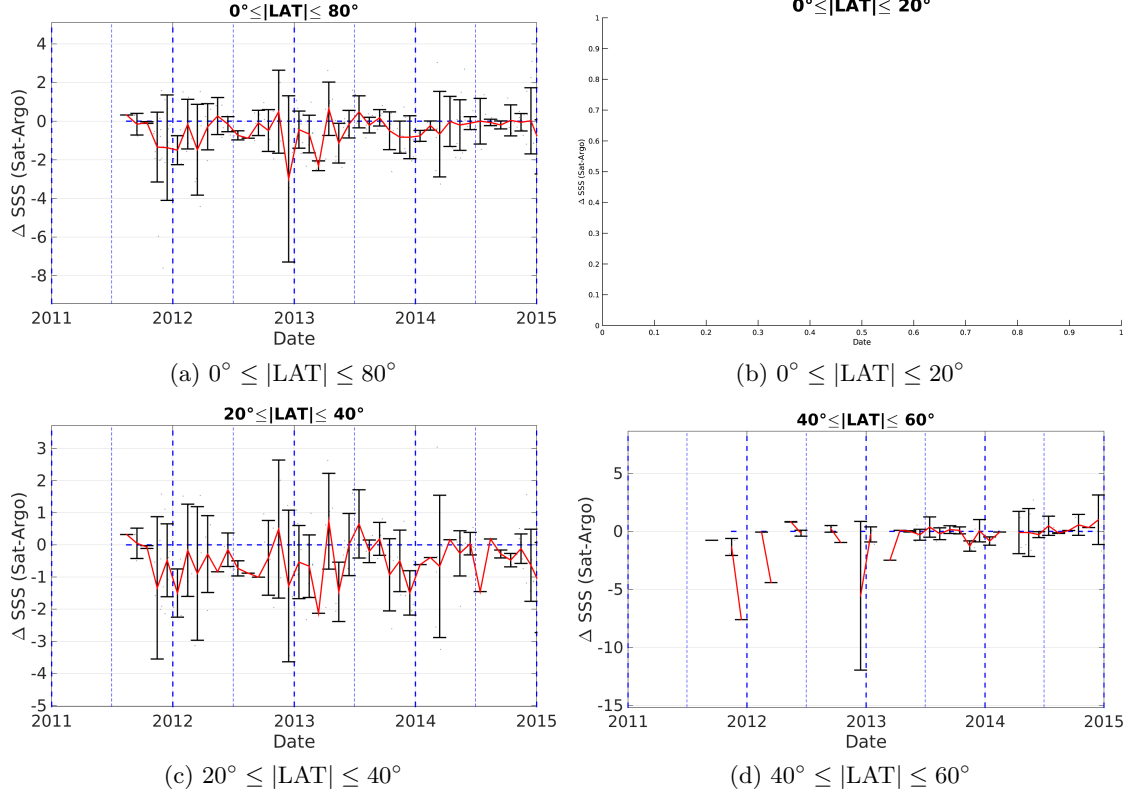 0°≤|LAT|≤ 80°
4
2
0
-2
-4
-6
-8
Δ SSS (Sat-Argo)
2011 2012 2013 2014 2015
Date
(a) 0° ≤ |LAT| ≤ 80°
0°≤|LAT|≤ 20°
1
0.9
0.8
0.7
0.6
0.5
0.4
0.3
0.2
0.1
0
Δ SSS (Sat-Argo)
0 0.1 0.2 0.3 0.4 0.5 0.6 0.7 0.8 0.9 1
Date
(b) 0° ≤ |LAT| ≤ 20°
20°≤|LAT|≤ 40°
3
2
1
0
-1
-2
-3
-4
-5
Δ SSS (Sat-Argo)
2011 2012 2013 2014 2015
Date
(c) 20° ≤ |LAT| ≤ 40°
40°≤|LAT|≤ 60°
5
0
-5
-10
-15
Δ SSS (Sat-Argo)
2011 2012 2013 2014 2015
Date
(d) 40° ≤ |LAT| ≤ 60°